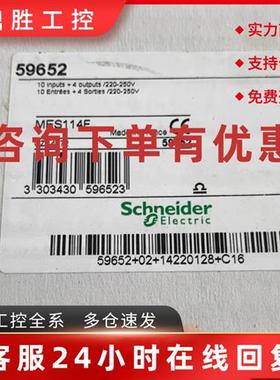 胜工控
实力
支持
免费
59652
10 Inputs + 4 outputs /220-250V
10 Entrées + 4 Sorties /220-250V
咨询下单有优惠
MES114F
3 303430 596523
Schneider
Electric
59652+02+14220128+C16
工控全系 多仓速发
客服24小时在线回复